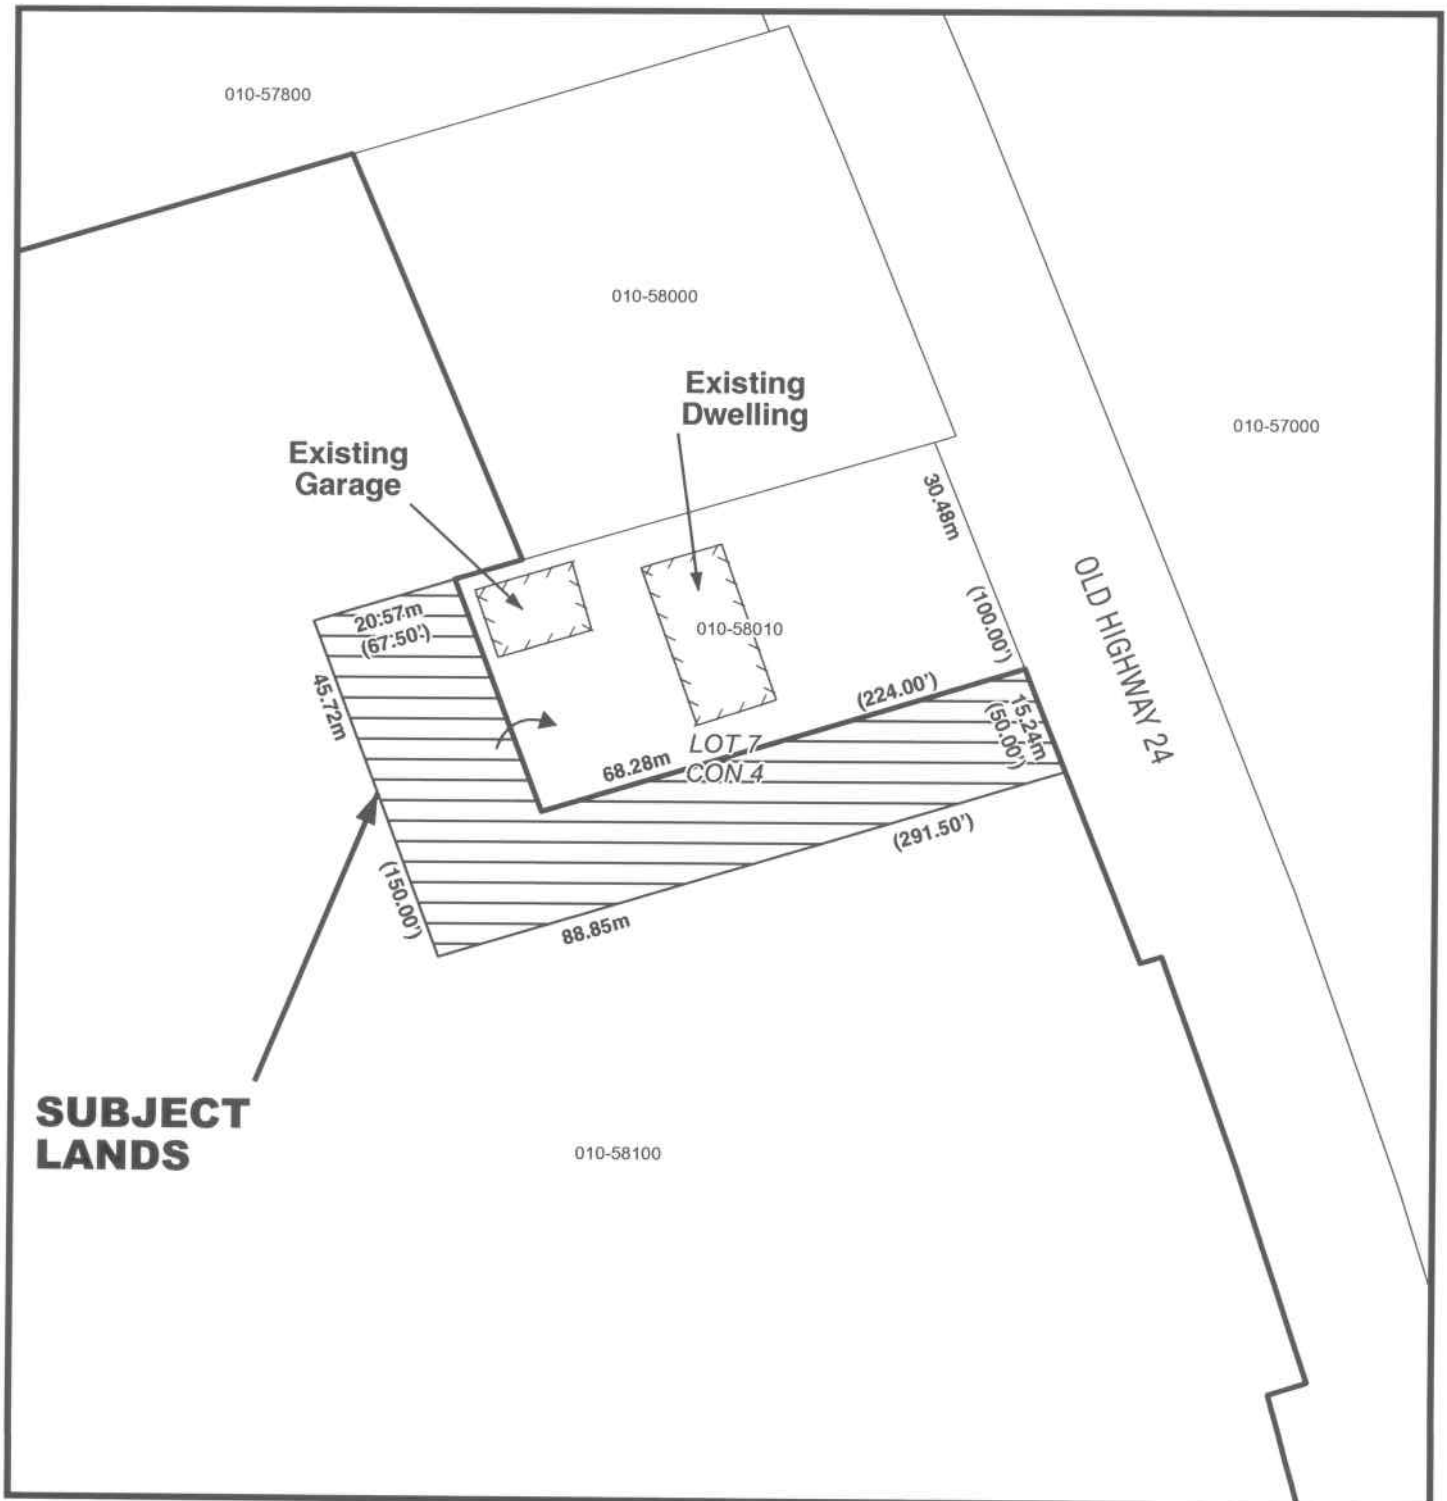 010-57800
010-58000
Existing
Dwelling
010-57000
Existing
Garage
30.48m
(100.00')
OLD HIGHWAY 24
20.57m
(67.50')
010-58010
45.72m
(150.00')
(224.00')
68.28m
15.24m
(50.00')
LOT 7
CON 4
(291.50')
88.85m
SUBJECT
LANDS
010-58100